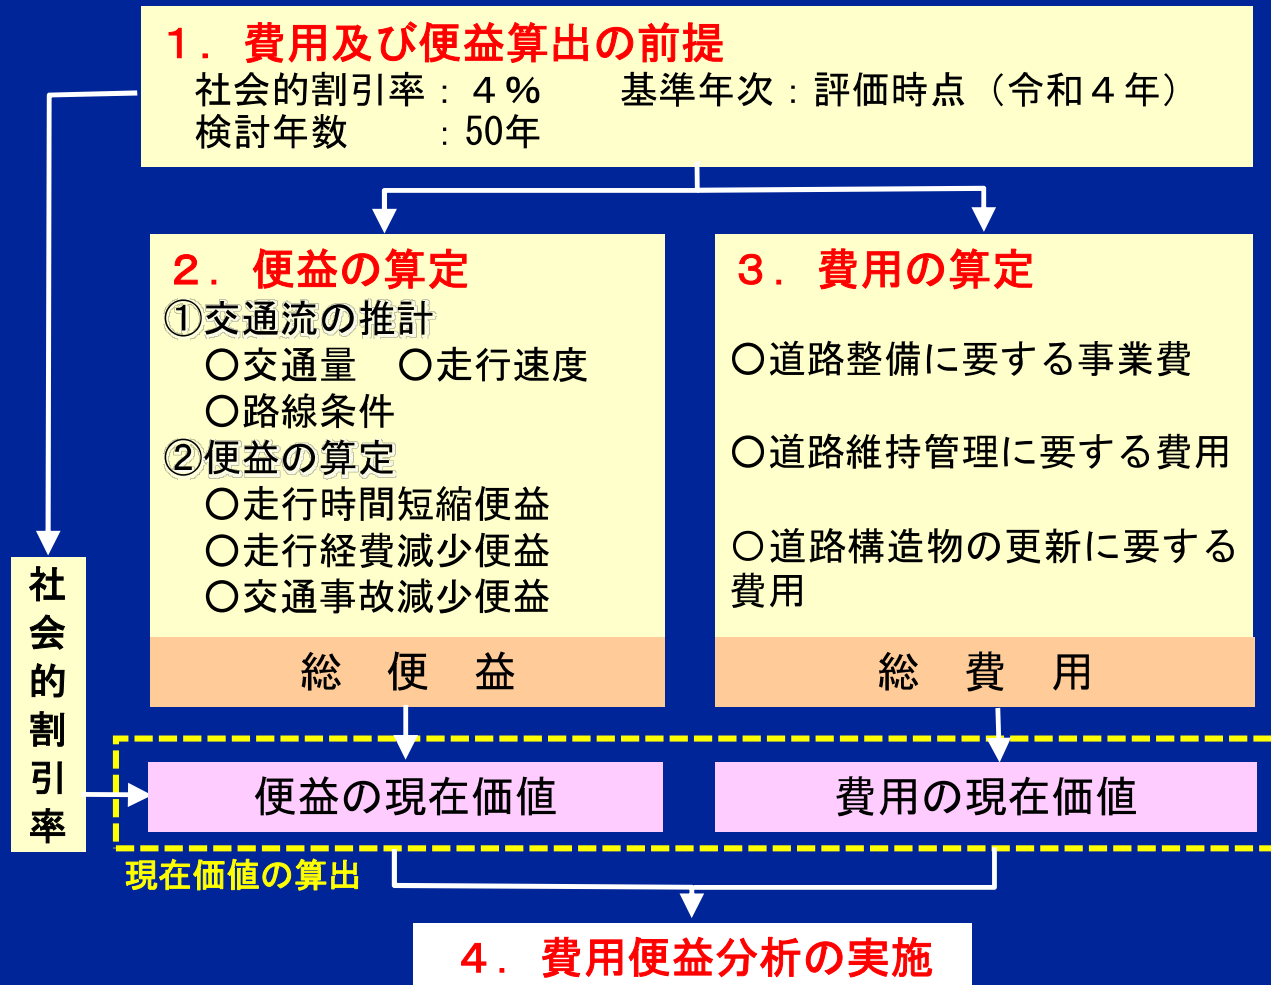 １．費用及び便益算出の前提
社会的割引率：４％　　基準年次：評価時点（令和４年）
検討年数　　：50年
２．便益の算定
①交通流の推計
○交通量　○走行速度
○路線条件
②便益の算定
○走行時間短縮便益
○走行経費減少便益
○交通事故減少便益
総　便　益
３．費用の算定
○道路整備に要する事業費
○道路維持管理に要する費用
○道路構造物の更新に要する
費用
総　費　用
社会的割引率
便益の現在価値
費用の現在価値
現在価値の算出
４．費用便益分析の実施